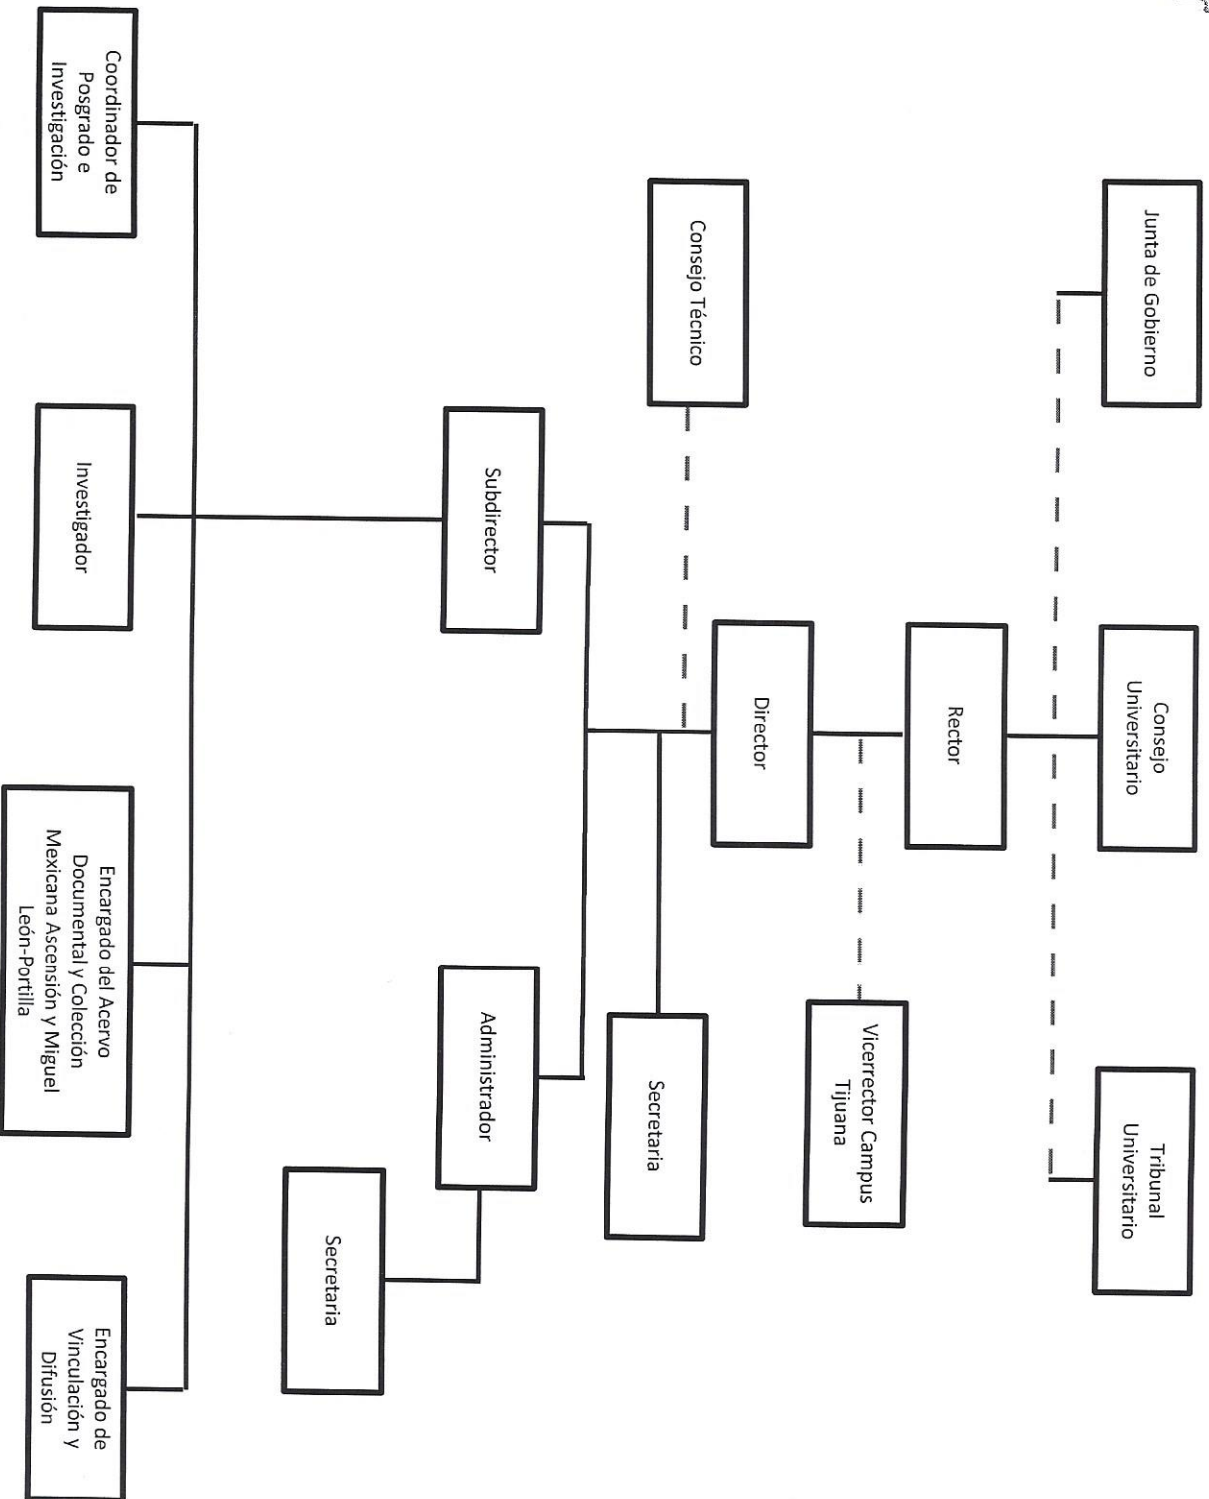 Junta de Gobierno
Consejo
Universitario
Tribunal
Universitario
Rector
Vicerrector Campus
Tijuana
Director
Consejo Técnico
Secretaria
Subdirector
Administrador
Secretaria
Coordinador de
Posgrado e
Investigación
Investigador
Encargado del Acervo
Documental y Colección
Mexicana Ascensión y Miguel
León-Portilla
Encargado de
Vinculación y
Difusión